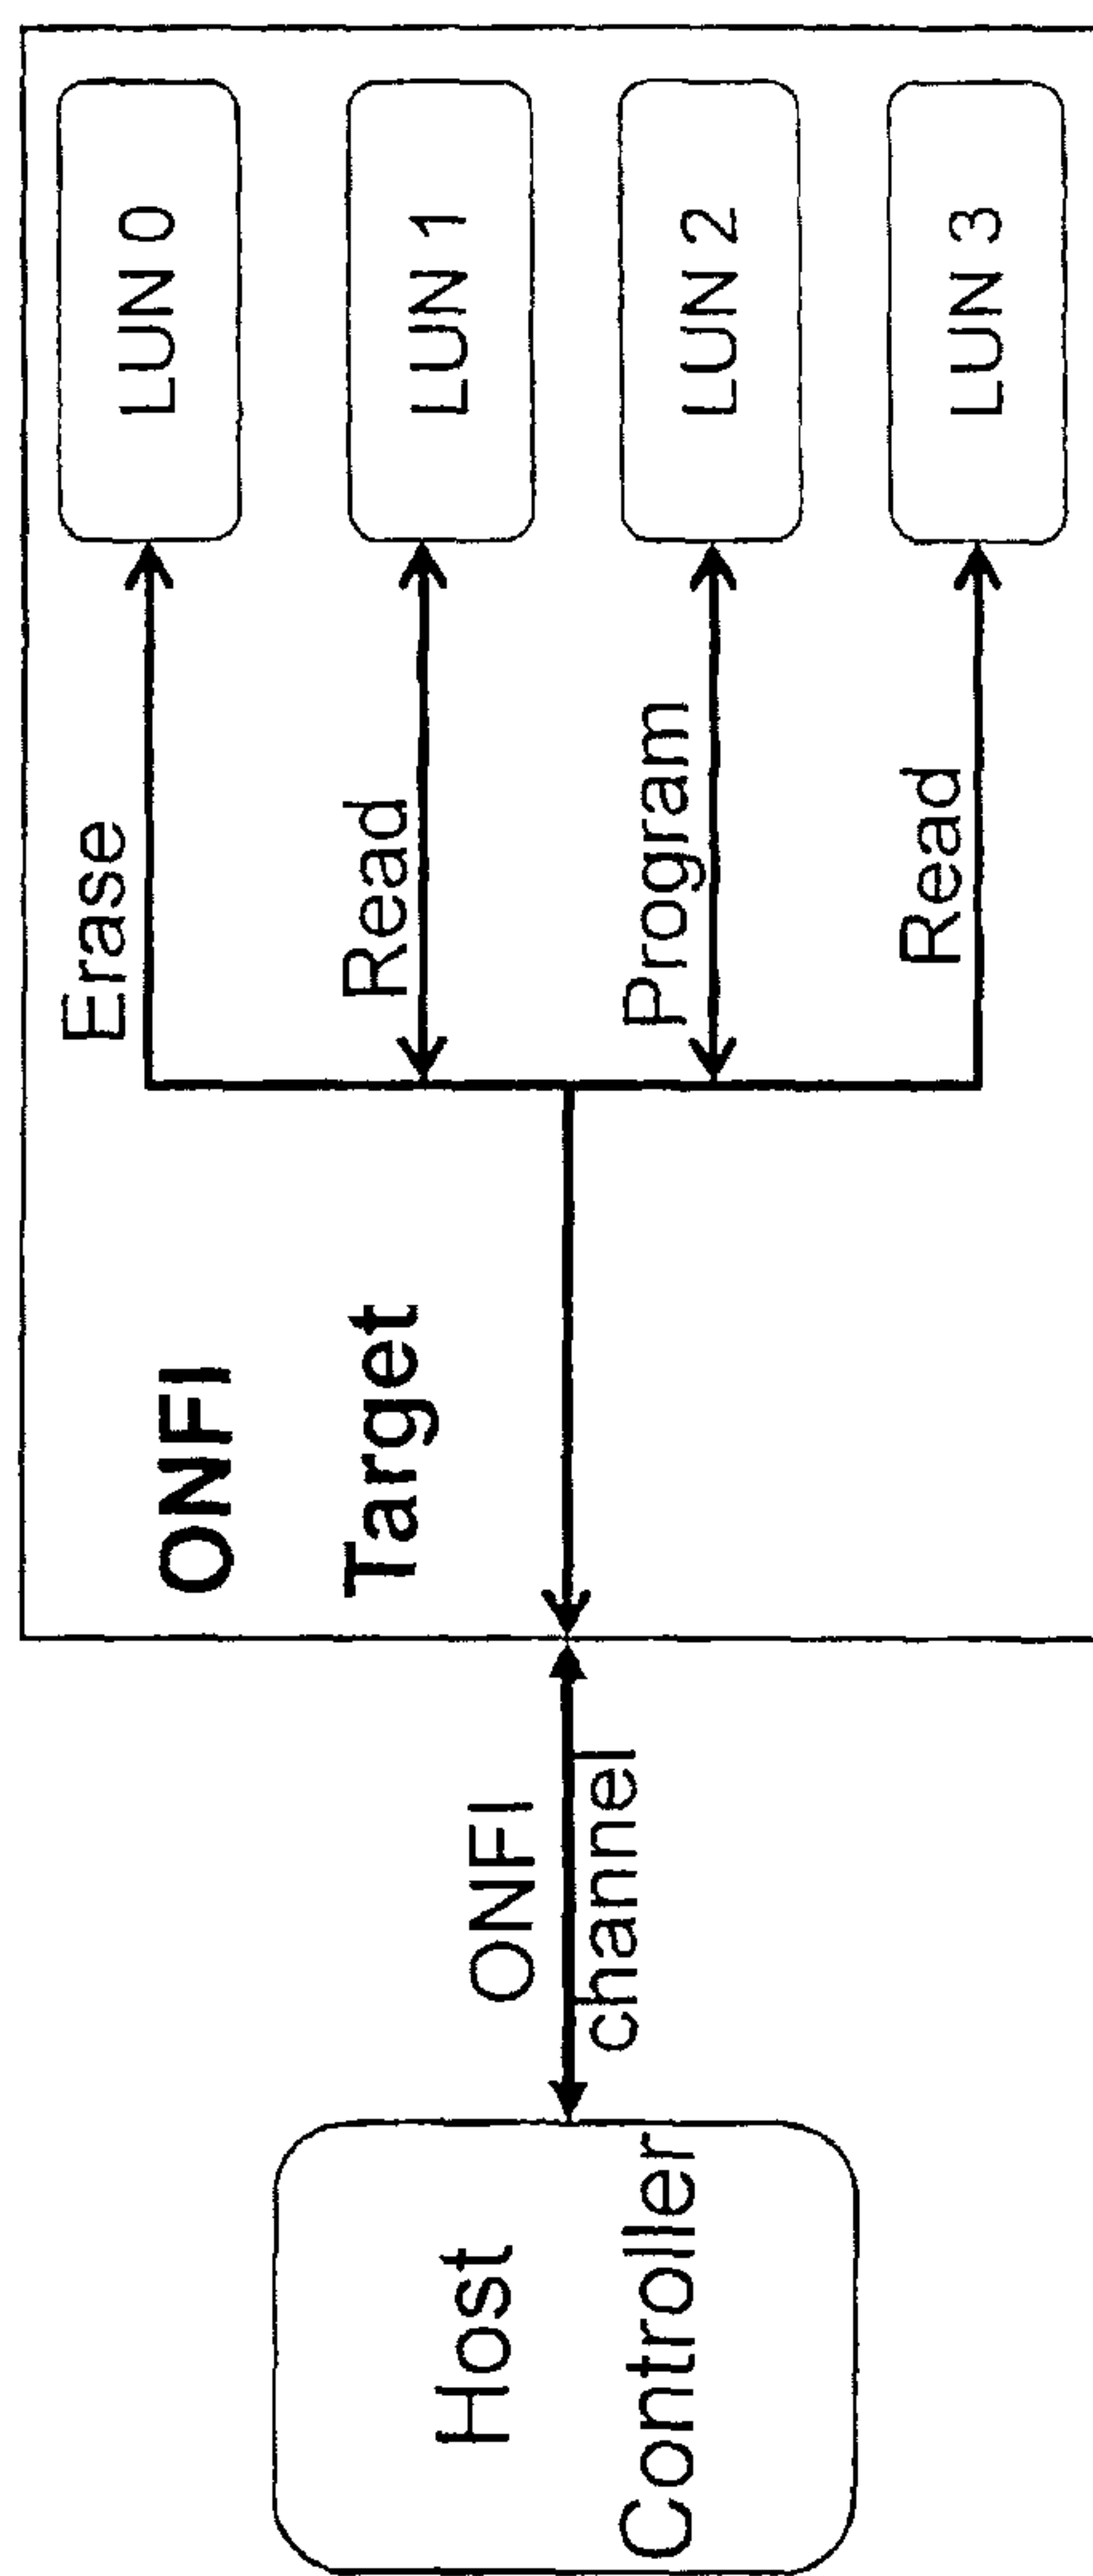 Host
Controller
ONFI
channel
ONFI
Target
Erase
LUN 0
Read
LUN 1
Program
LUN 2
Read
LUN 3